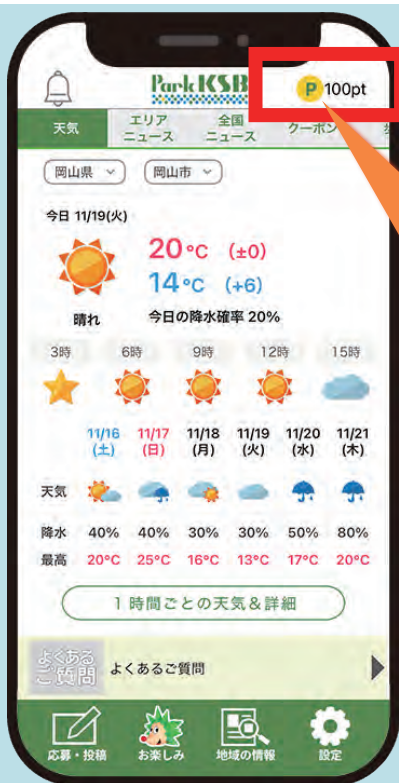 Park KSB
P 100pt
天気
エリア
ニュース
全国
ニュース
クーポン
岡山県
岡山市
今日 11/19(火)
20°C (±0)
14°C (+6)
晴れ
今日の降水確率 20%
3時 6時 9時 12時 15時
11/16 11/17 11/18 11/19 11/20 11/21
(土) (日) (月) (火) (水) (木)
天気
降水 40% 40% 30% 30% 50% 80%
最高 20°C 25°C 16°C 13°C 17°C 20°C
1時間ごとの天気&詳細
よくある
ご質問
よくあるご質問
応募・投稿 お楽しみ 地域の情報 設定